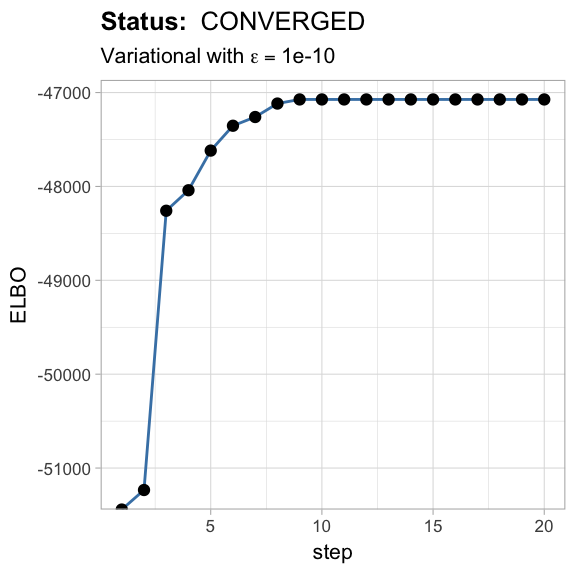 Status: CONVERGED
Variational with ε = 1e-10
-47000
-48000
-49000
-50000
-51000
ELBO
5 10 15 20
step